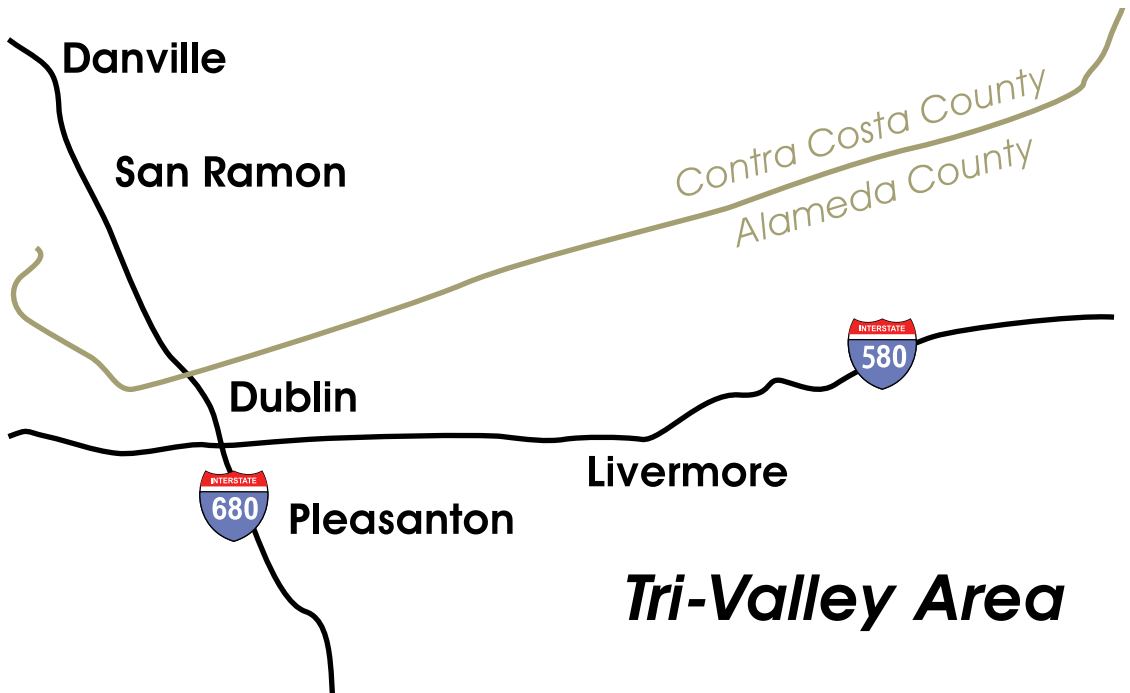 Danville
San Ramon
Contra Costa County
Alameda County
INTERSTATE
580
Dublin
Livermore
INTERSTATE
680
Pleasanton
Tri-Valley Area